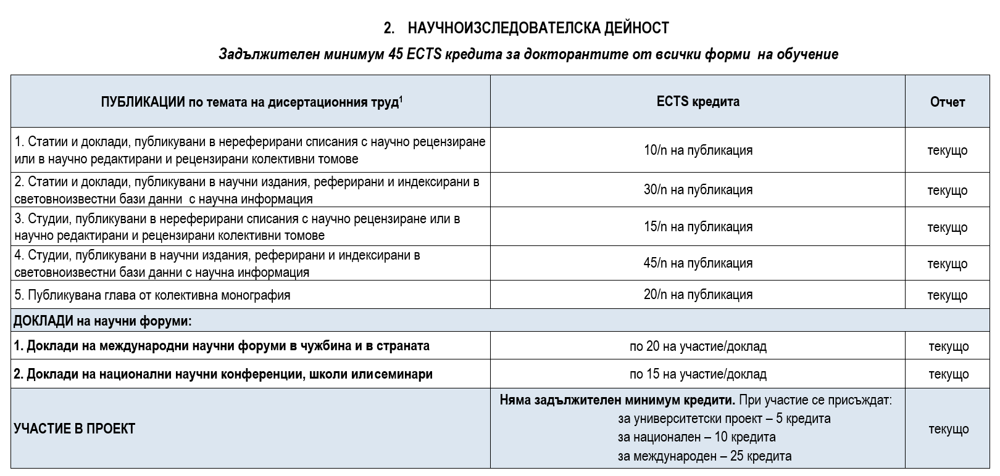 2. НАУЧНОИЗСЛЕДОВАТЕЛСКА ДЕЙНОСТ
Задължителен минимум 45 ECTS кредита за докторантите от всички форми на обучение
ПУБЛИКАЦИИ по темата на дисертационния труд¹
ECTS кредита
Отчет
1. Статии и доклади, публикувани в нереферирани списания с научно рецензиране
или в научно редактирани и рецензирани колективни томове
10/n на публикация
текущо
2. Статии и доклади, публикувани в научни издания, реферирани и индексирани в
световноизвестни бази данни с научна информация
30/n на публикация
текущо
3. Студии, публикувани в нереферирани списания с научно рецензиране или в
научно редактирани и рецензирани колективни томове
15/n на публикация
текущо
4. Студии, публикувани в научни издания, реферирани и индексирани в
световноизвестни бази данни с научна информация
45/n на публикация
текущо
5. Публикувана глава от колективна монография
20/n на публикация
текущо
ДОКЛАДИ на научни форуми:
1. Доклади на международни научни форуми в чужбина и в страната
по 20 на участие/доклад
текущо
2. Доклади на национални научни конференции, школи или семинари
по 15 на участие/доклад
текущо
УЧАСТИЕ В ПРОЕКТ
Няма задължителен минимум кредити. При участие се присъждат:
за университетски проект – 5 кредита
за национален – 10 кредита
за международен – 25 кредита
текущо